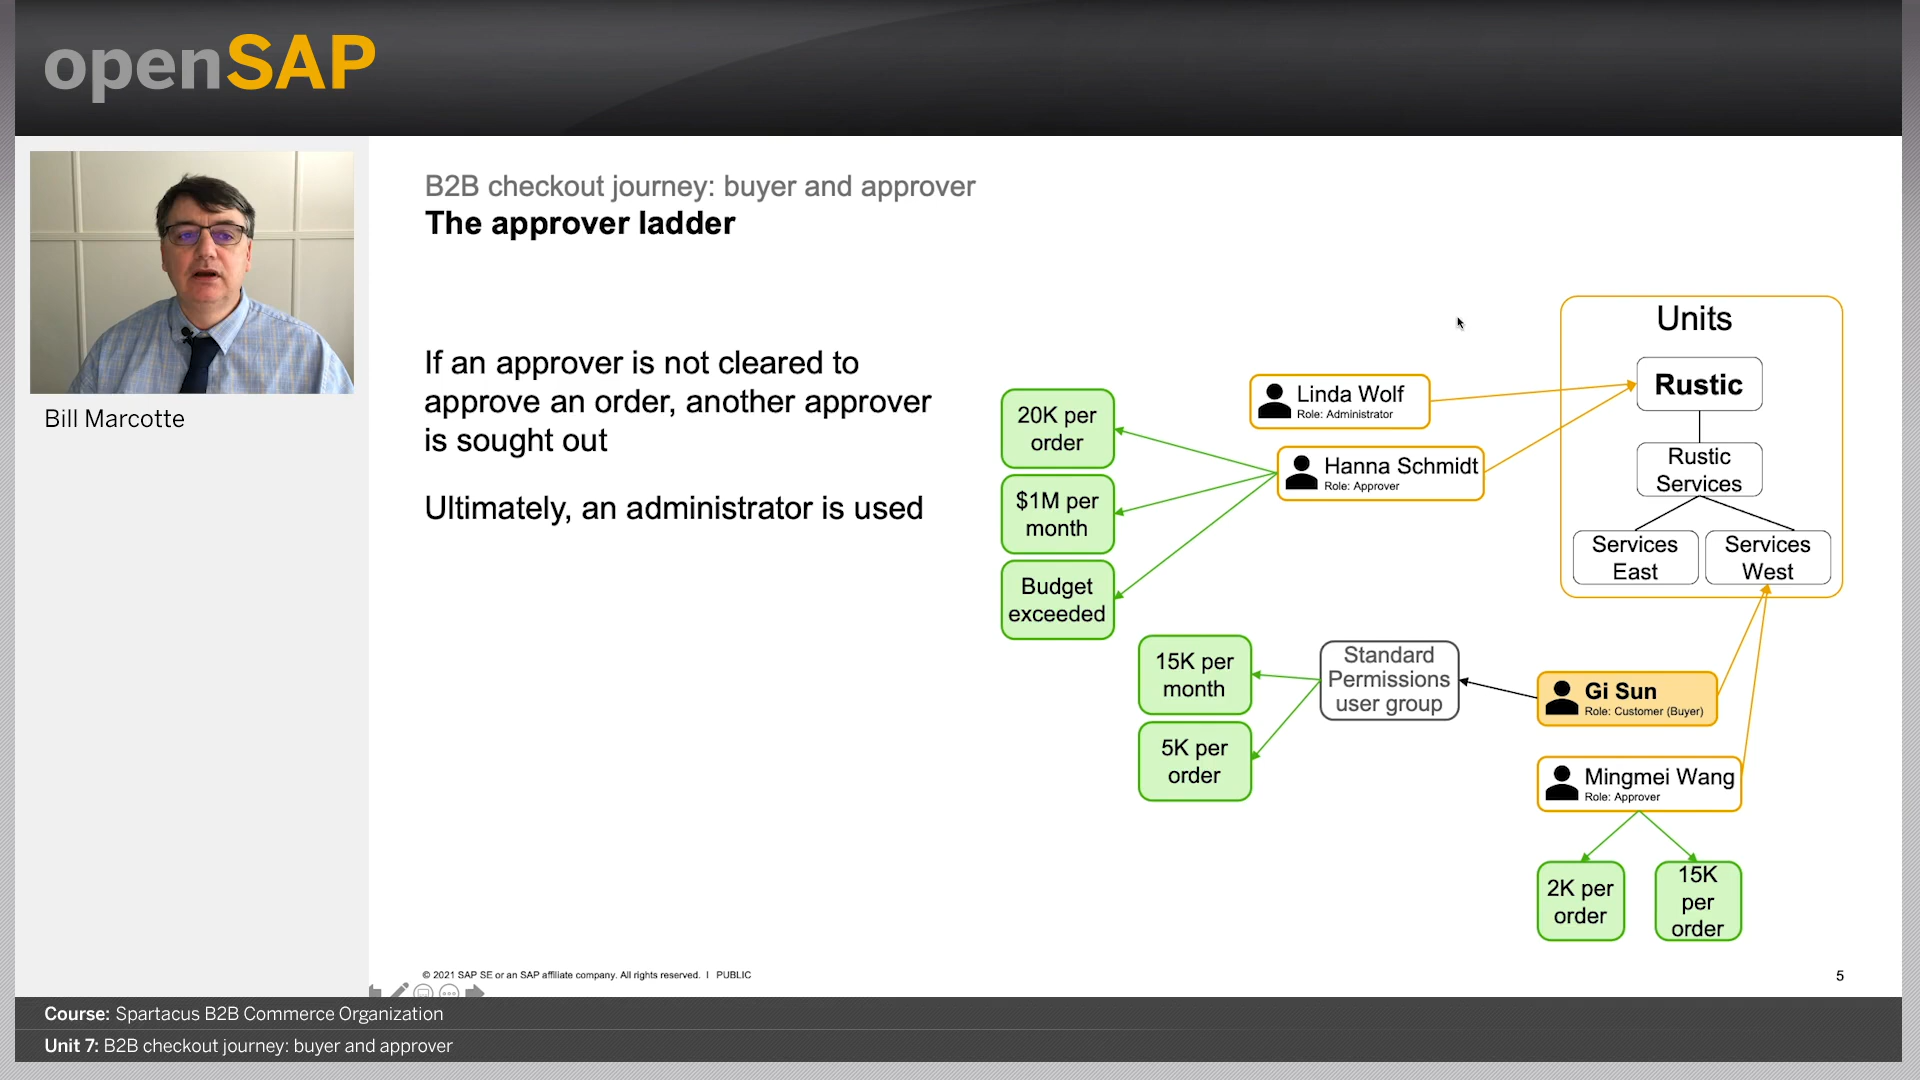 openSAP
Bill Marcotte
B2B checkout journey: buyer and approver
The approver ladder
If an approver is not cleared to
approve an order, another approver
is sought out
Ultimately, an administrator is used
Units
Rustic
Rustic
Services
Services
East
Services
West
Linda Wolf
Role: Administrator
Hanna Schmidt
Role: Approver
20K per
order
$1M per
month
Budget
exceeded
15K per
month
5K per
order
Standard
Permissions
user group
Gi Sun
Role: Customer (Buyer)
Mingmei Wang
Role: Approver
2K per
order
15K
per
order
© 2021 SAP SE or an SAP affiliate company. All rights reserved. I PUBLIC
5
Course: Spartacus B2B Commerce Organization
Unit 7: B2B checkout journey: buyer and approver